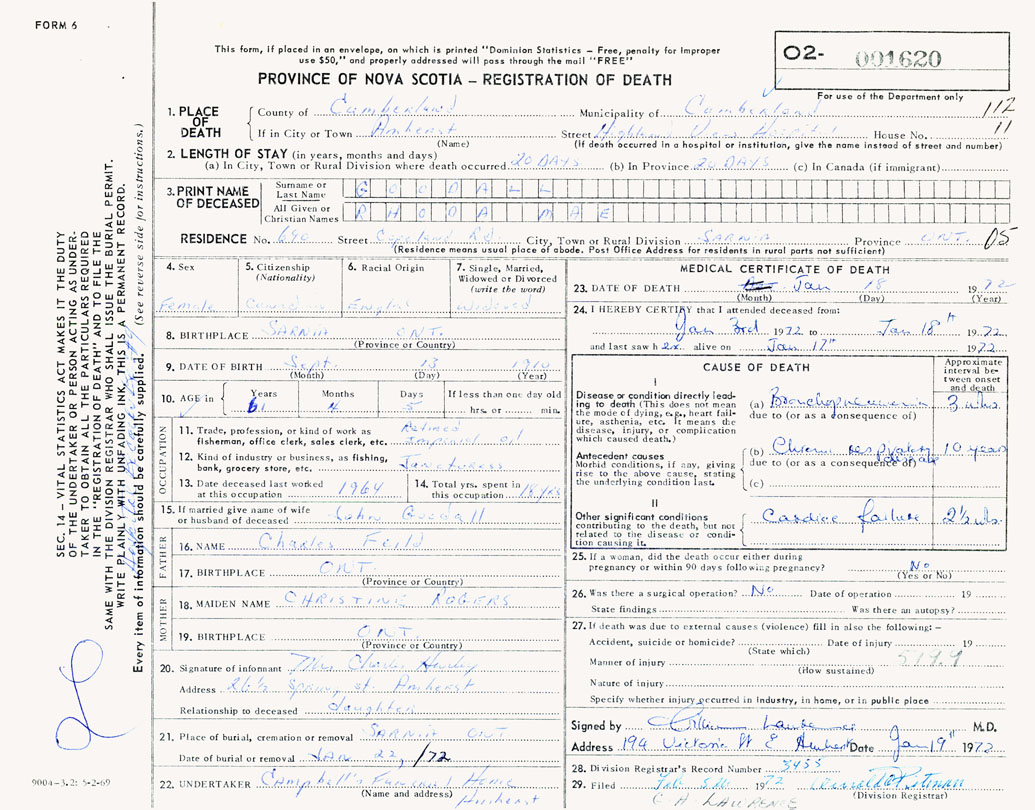 FORM 6
This form, if placed in an envelope, on which is printed "Dominion Statistics – Free, penalty for Improper
use $50," and properly addressed will pass through the mail "FREE"
PROVINCE OF NOVA SCOTIA – REGISTRATION OF DEATH
O2- 001620
For use of the Department only
1. PLACE OF DEATH
County of Cumberland Municipality of Cumberland 112
If in City or Town Amherst Street Highland View Hospital House No. 11
(Name) (If death occurred in a hospital or institution, give the name instead of street and number)
2. LENGTH OF STAY (in years, months and days)
(a) In City, Town or Rural Division where death occurred 20 DAYS (b) In Province 20 DAYS (c) In Canada (if immigrant)
3. PRINT NAME OF DECEASED
Surname or Last Name GOODALL
All Given or Christian Names RHODA MAE
RESIDENCE No. 690 Street Copeland Rd. City, Town or Rural Division SARNIA Province ONT. 05
(Residence means usual place of abode. Post Office Address for residents in rural parts not sufficient)
4. Sex
Female
5. Citizenship (Nationality)
6. Racial Origin
English
7. Single, Married, Widowed or Divorced (write the word)
Widowed
8. BIRTHPLACE SARNIA ONT.
(Province or Country)
9. DATE OF BIRTH Sept. 13 1910
(Month) (Day) (Year)
10. AGE in Years Months Days If less than one day old
61 4 5 hrs. or min.
OCCUPATION
11. Trade, profession, or kind of work as fisherman, office clerk, sales clerk, etc. Retired
Imperial oil
12. Kind of industry or business, as fishing, bank, grocery store, etc. Janeturess
13. Date deceased last worked at this occupation 1964
14. Total yrs. spent in this occupation 18 yrs
15. If married give name of wife or husband of deceased John Goodall
FATHER
16. NAME Charles Feild
17. BIRTHPLACE ONT.
(Province or Country)
MOTHER
18. MAIDEN NAME CHRISTINE ROGERS
19. BIRTHPLACE ONT.
(Province or Country)
20. Signature of informant Mrs Charles
Address 26½ Spring st. Amherst
Relationship to deceased daughter
21. Place of burial, cremation or removal SARNIA ONT
Date of burial or removal JAN 22, /72
22. UNDERTAKER Campbell's Funeral Home
(Name and address) Amherst
MEDICAL CERTIFICATE OF DEATH
23. DATE OF DEATH Jan 18 1972
(Month) (Day) (Year)
24. I HEREBY CERTIFY that I attended deceased from:
Jan 3rd 1972 to Jan 18th 1972
and last saw her alive on Jan 17th 1972
CAUSE OF DEATH
Approximate interval between onset and death
I
Disease or condition directly leading to death (This does not mean the mode of dying, e.g., heart failure, asthenia, etc. It means the disease, injury, or complication which caused death.)
(a) Bronchopneumonia 3 wks.
due to (or as a consequence of)
Antecedent causes
Morbid conditions, if any, giving rise to the above cause, stating the underlying condition last.
(b) Chronic respiratory disease 10 years
due to (or as a consequence of)
(c)
II
Other significant conditions contributing to the death, but not related to the disease or condition causing it.
Cardiac failure 2½ wks.
25. If a woman, did the death occur either during
pregnancy or within 90 days following pregnancy? No
(Yes or No)
26. Was there a surgical operation? No Date of operation 19
State findings Was there an autopsy?
27. If death was due to external causes (violence) fill in also the following: –
Accident, suicide or homicide? Date of injury 19
(State which) 519.9
Manner of injury
(How sustained)
Nature of injury
Specify whether injury occurred in Industry, in home, or in public place
Signed by M.D.
Address 194 Victoria St E Amherst Date Jan 19th 1972
28. Division Registrar's Record Number 3455
29. Filed 1972
(Division Registrar)
C. H. LAWRENCE
SEC. 14 – VITAL STATISTICS ACT MAKES IT THE DUTY
OF THE UNDERTAKER OR PERSON ACTING AS UNDER-
TAKER TO OBTAIN ALL THE PARTICULARS REQUIRED
IN THE "REGISTRATION OF DEATH" AND TO FILE THE
SAME WITH THE DIVISION REGISTRAR WHO SHALL ISSUE THE BURIAL PERMIT.
WRITE PLAINLY WITH UNFADING INK, THIS IS A PERMANENT RECORD.
Every item of information should be carefully supplied. (See reverse side for instructions.)
9004-3.2: 5-2-69